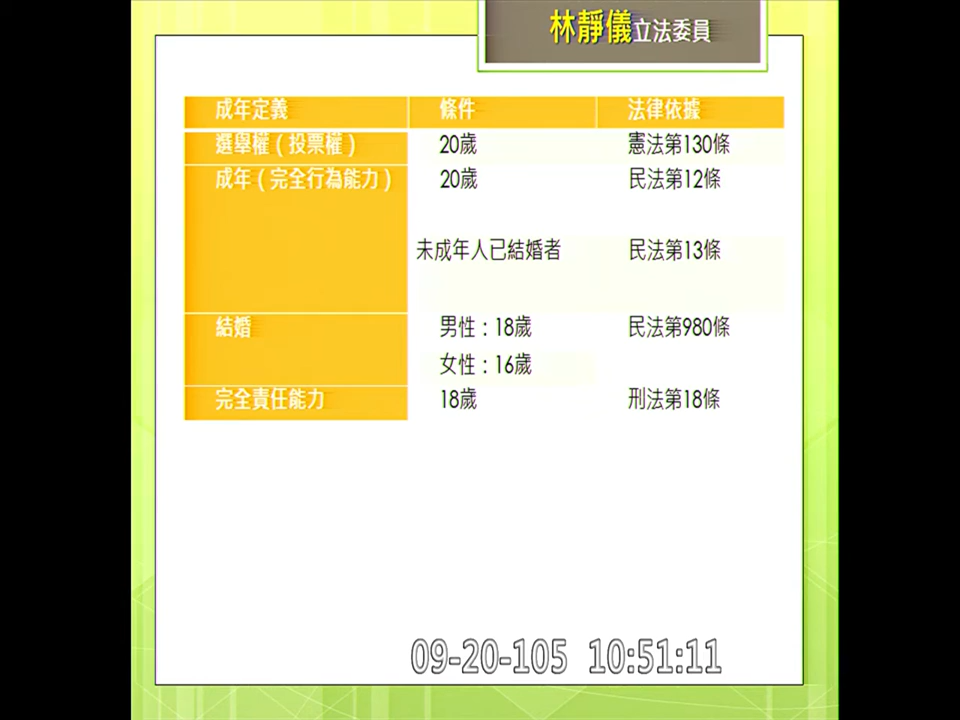 林靜儀立法委員
成年定義 條件 法律依據
選舉權(投票權) 20歲 憲法第130條
成年(完全行為能力) 20歲 民法第12條
未成年人已結婚者 民法第13條
結婚 男性:18歲 民法第980條
女性:16歲
完全責任能力 18歲 刑法第18條
09-20-105 10:51:11